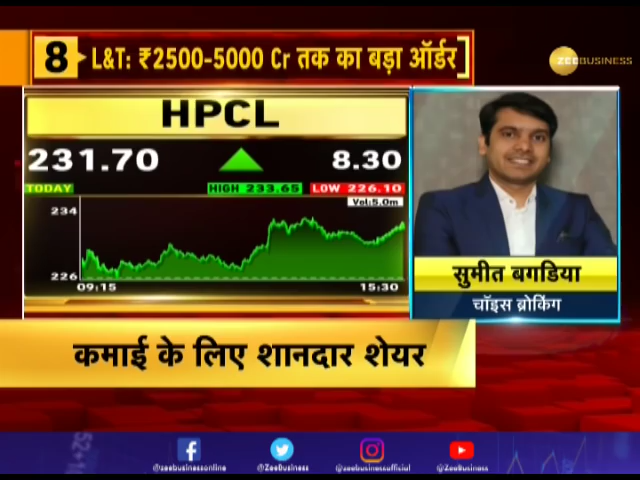 8 L&T: ₹2500-5000 Cr तक का बड़ा ऑर्डर
ZEEBUSINESS
HPCL
231.70 8.30
TODAY HIGH 233.65 LOW 226.10
Vol:5.0m
234
226
09:15 15:30
सुमीत बगडिया
चॉइस ब्रोकिंग
कमाई के लिए शानदार शेयर
@zeebusinessonline @ZeeBusiness @zeebusinessofficial @ZeeBusiness